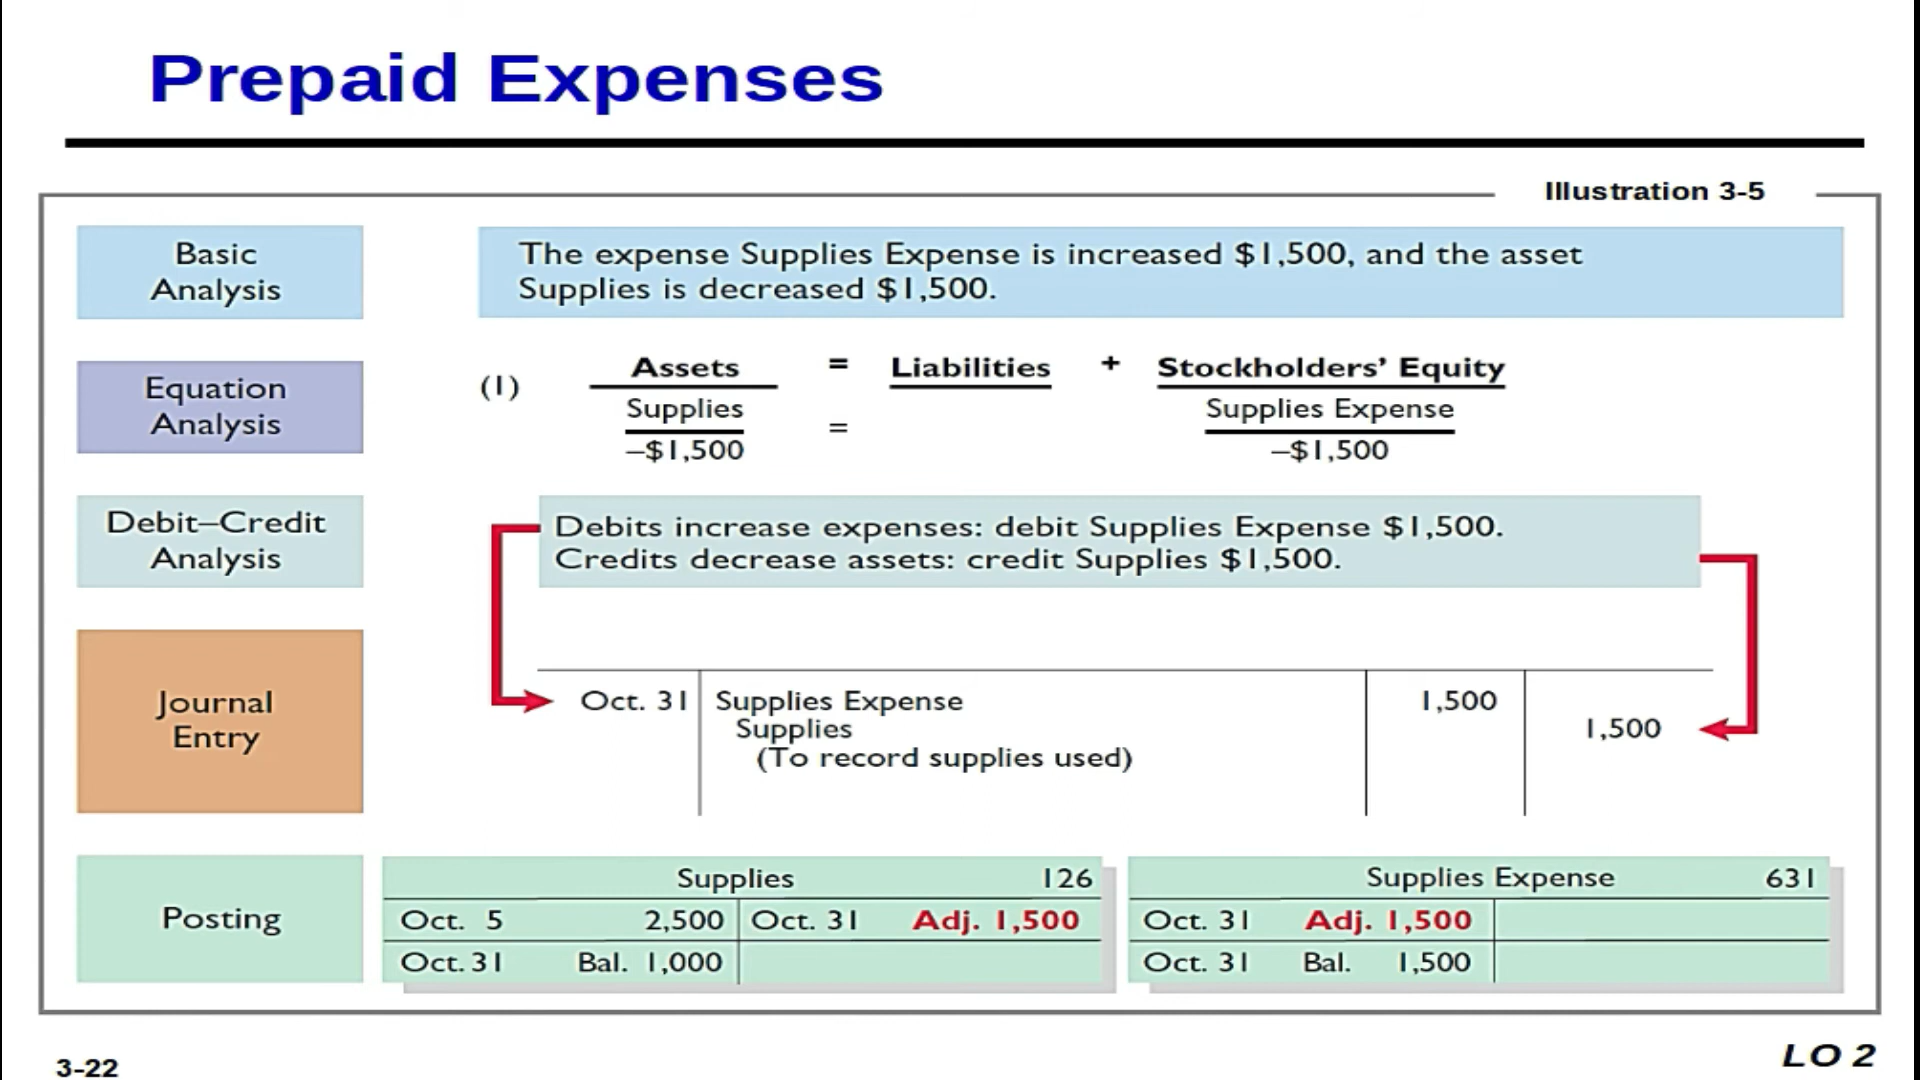 Prepaid Expenses
Illustration 3-5
Basic
Analysis
The expense Supplies Expense is increased $1,500, and the asset
Supplies is decreased $1,500.
Equation
Analysis
(1)
Assets = Liabilities + Stockholders' Equity
Supplies = Supplies Expense
–$1,500 –$1,500
Debit–Credit
Analysis
Debits increase expenses: debit Supplies Expense $1,500.
Credits decrease assets: credit Supplies $1,500.
Journal
Entry
Oct. 31 Supplies Expense 1,500
Supplies 1,500
(To record supplies used)
Posting
Supplies 126
Oct. 5 2,500 Oct. 31 Adj. 1,500
Oct. 31 Bal. 1,000
Supplies Expense 631
Oct. 31 Adj. 1,500
Oct. 31 Bal. 1,500
3-22
LO 2